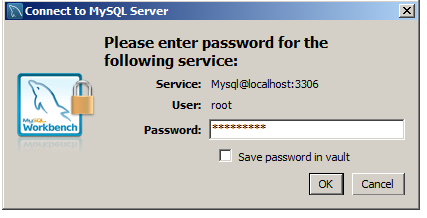 Connect to MySQL Server
Please enter password for the
following service:
Service: Mysql@localhost:3306
User: root
Password: *********
Save password in vault
OK Cancel
MySQL
Workbench